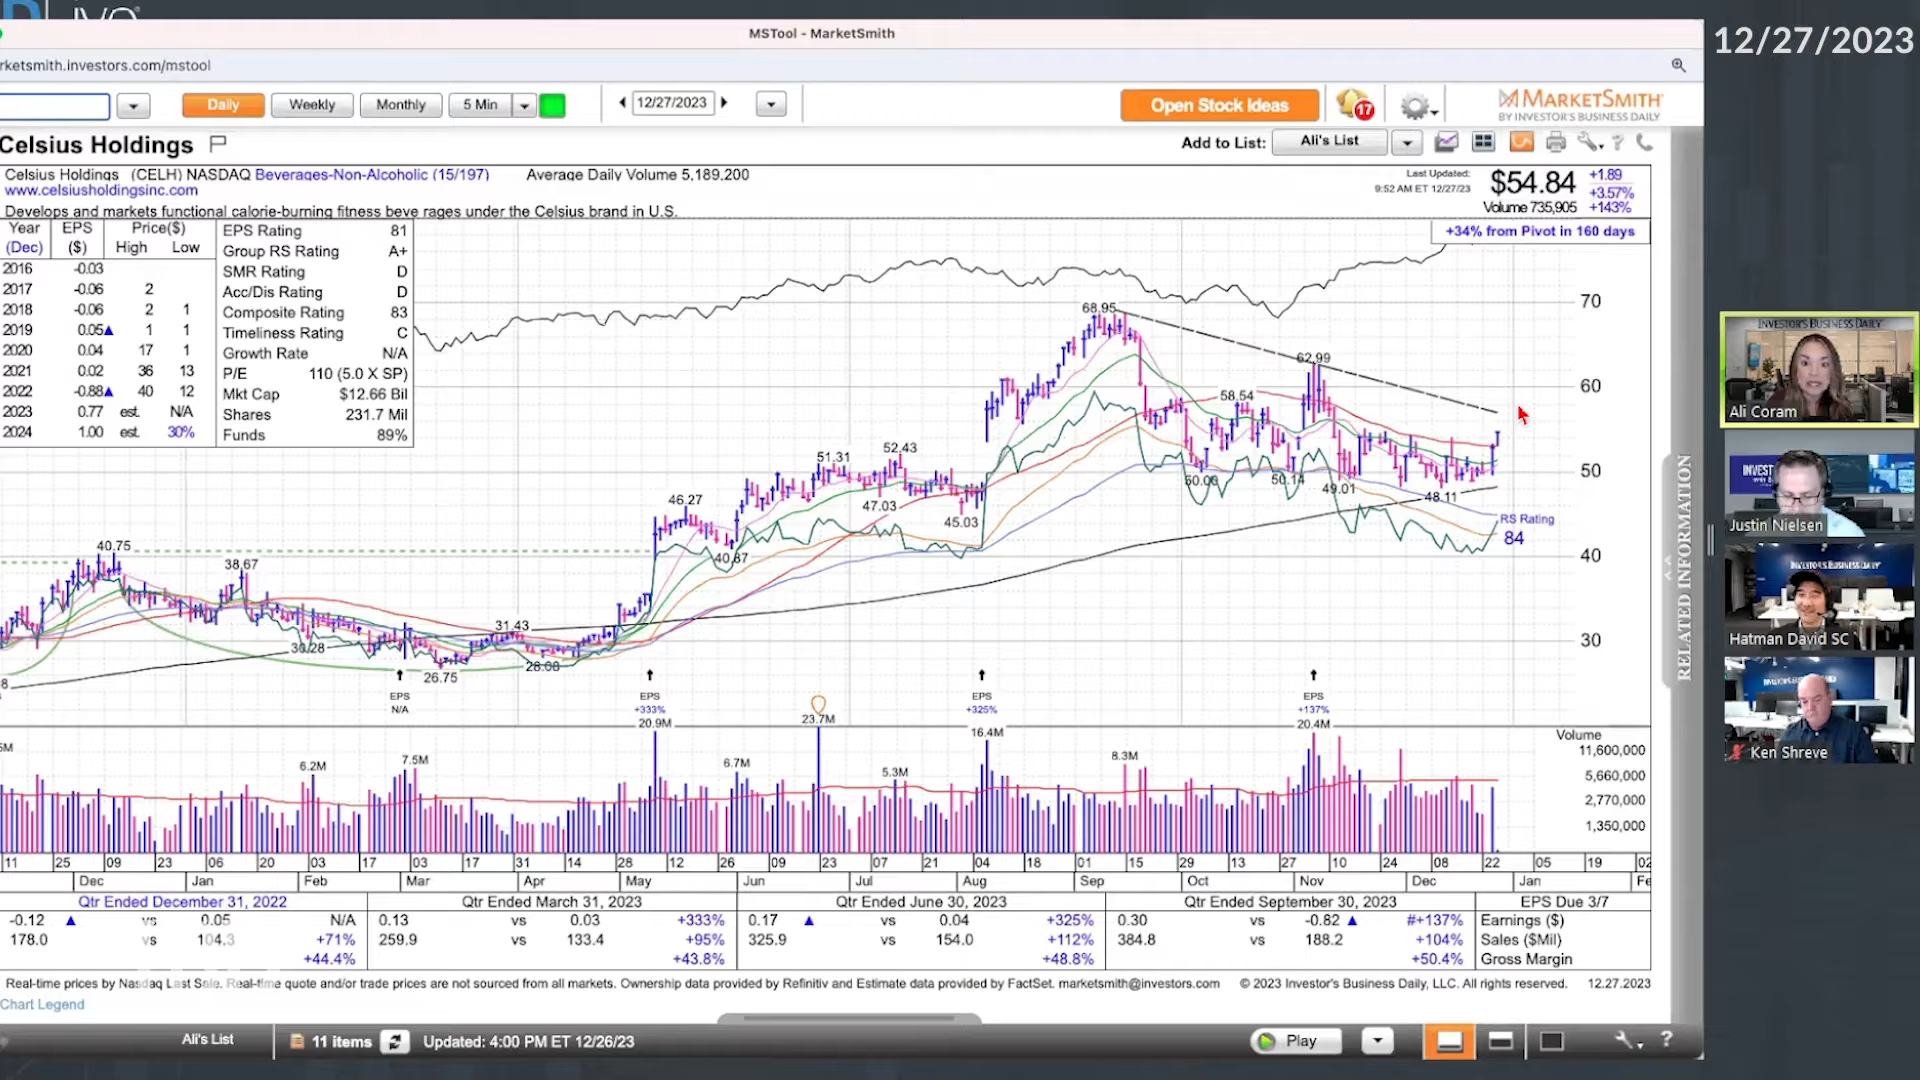 12/27/2023
MSTool - MarketSmith
rketsmith.investors.com/mstool
Daily Weekly Monthly 5 Min 12/27/2023 Open Stock Ideas 17 MARKETSMITH
BY INVESTOR'S BUSINESS DAILY
Celsius Holdings Add to List: Ali's List
Celsius Holdings (CELH) NASDAQ Beverages-Non-Alcoholic (15/197) Average Daily Volume 5,189,200
www.celsiusholdingsinc.com
Develops and markets functional calorie-burning fitness beve rages under the Celsius brand in U.S.
Last Updated:
9:52 AM ET 12/27/23
$54.84 +1.89
+3.57%
Volume 735,905 +143%
+34% from Pivot in 160 days
Year EPS Price($)
(Dec) ($) High Low
2016 -0.03
2017 -0.06 2
2018 -0.06 2 1
2019 0.05 1 1
2020 0.04 17 1
2021 0.02 36 13
2022 -0.88 40 12
2023 0.77 est. N/A
2024 1.00 est. 30%
EPS Rating 81
Group RS Rating A+
SMR Rating D
Acc/Dis Rating D
Composite Rating 83
Timeliness Rating C
Growth Rate N/A
P/E 110 (5.0 X SP)
Mkt Cap $12.66 Bil
Shares 231.7 Mil
Funds 89%
70
60
50
40
30
68.95
62.99
58.54
52.43
51.31
50.14
49.01
48.11
47.03
46.27
45.03
40.87
40.75
38.67
31.43
30.28
28.08
26.75
RS Rating
84
EPS EPS EPS EPS
N/A +333% +325% +137%
20.9M 23.7M 16.4M 20.4M
6.2M 7.5M 6.7M 5.3M 8.3M
Volume
11,600,000
5,660,000
2,770,000
1,350,000
11 25 09 23 06 20 03 17 03 17 31 14 28 12 26 09 23 07 21 04 18 01 15 29 13 27 10 24 08 22 05 19 02
Dec Jan Feb Mar Apr May Jun Jul Aug Sep Oct Nov Dec Jan Fe
Qtr Ended December 31, 2022 Qtr Ended March 31, 2023 Qtr Ended June 30, 2023 Qtr Ended September 30, 2023 EPS Due 3/7
-0.12 vs 0.05 N/A 0.13 vs 0.03 +333% 0.17 vs 0.04 +325% 0.30 vs -0.82 #+137% Earnings ($)
178.0 vs 104.3 +71% 259.9 vs 133.4 +95% 325.9 vs 154.0 +112% 384.8 vs 188.2 +104% Sales ($Mil)
+44.4% +43.8% +48.8% +50.4% Gross Margin
Real-time prices by Nasdaq Last Sale. Real-time quote and/or trade prices are not sourced from all markets. Ownership data provided by Refinitiv and Estimate data provided by FactSet. marketsmith@investors.com © 2023 Investor's Business Daily, LLC. All rights reserved. 12.27.2023
Chart Legend
Ali's List 11 items Updated: 4:00 PM ET 12/26/23 Play ?
RELATED INFORMATION
INVESTOR'S BUSINESS DAILY
Ali Coram
Justin Nielsen
Hatman David SC
Ken Shreve